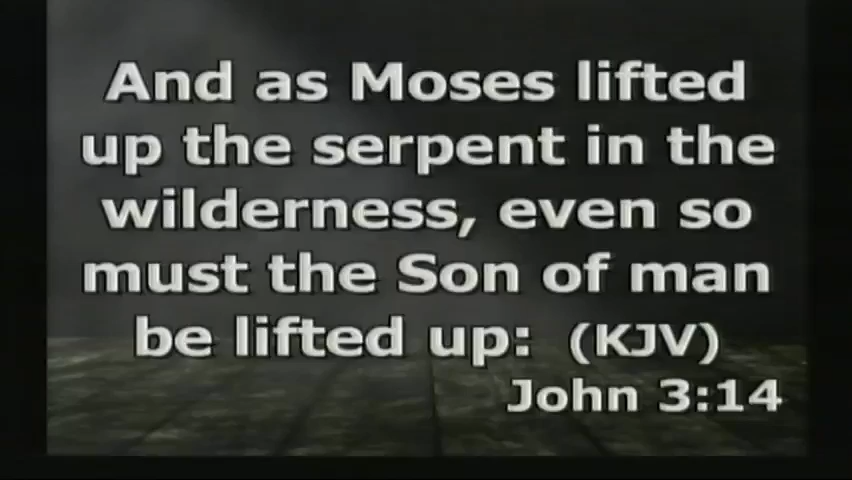 And as Moses lifted
up the serpent in the
wilderness, even so
must the Son of man
be lifted up: (KJV)
John 3:14